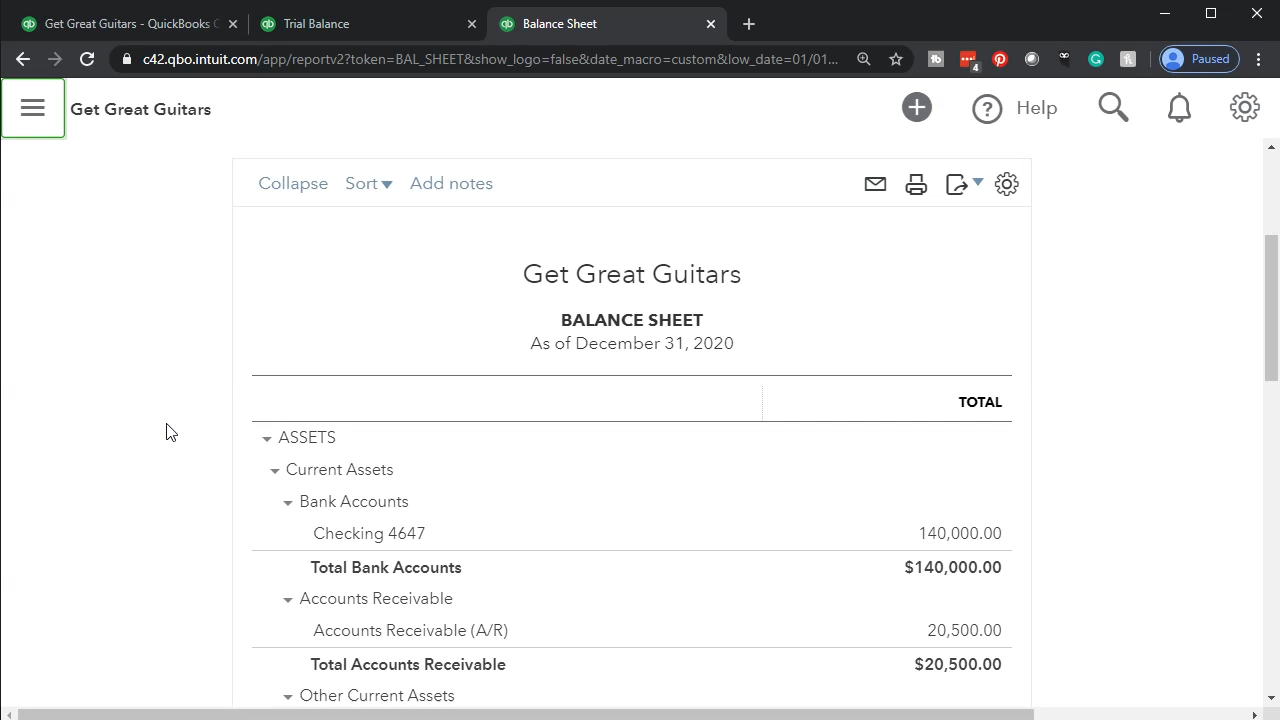 Get Great Guitars - QuickBooks C
Trial Balance
Balance Sheet
c42.qbo.intuit.com/app/rportv2?token=BAL_SHEET&show_logo=false&date_macro=custom&low_date=01/01...
4
Paused
Get Great Guitars
Help
Collapse Sort Add notes
Get Great Guitars
BALANCE SHEET
As of December 31, 2020
TOTAL
ASSETS
Current Assets
Bank Accounts
Checking 4647 140,000.00
Total Bank Accounts $140,000.00
Accounts Receivable
Accounts Receivable (A/R) 20,500.00
Total Accounts Receivable $20,500.00
Other Current Assets